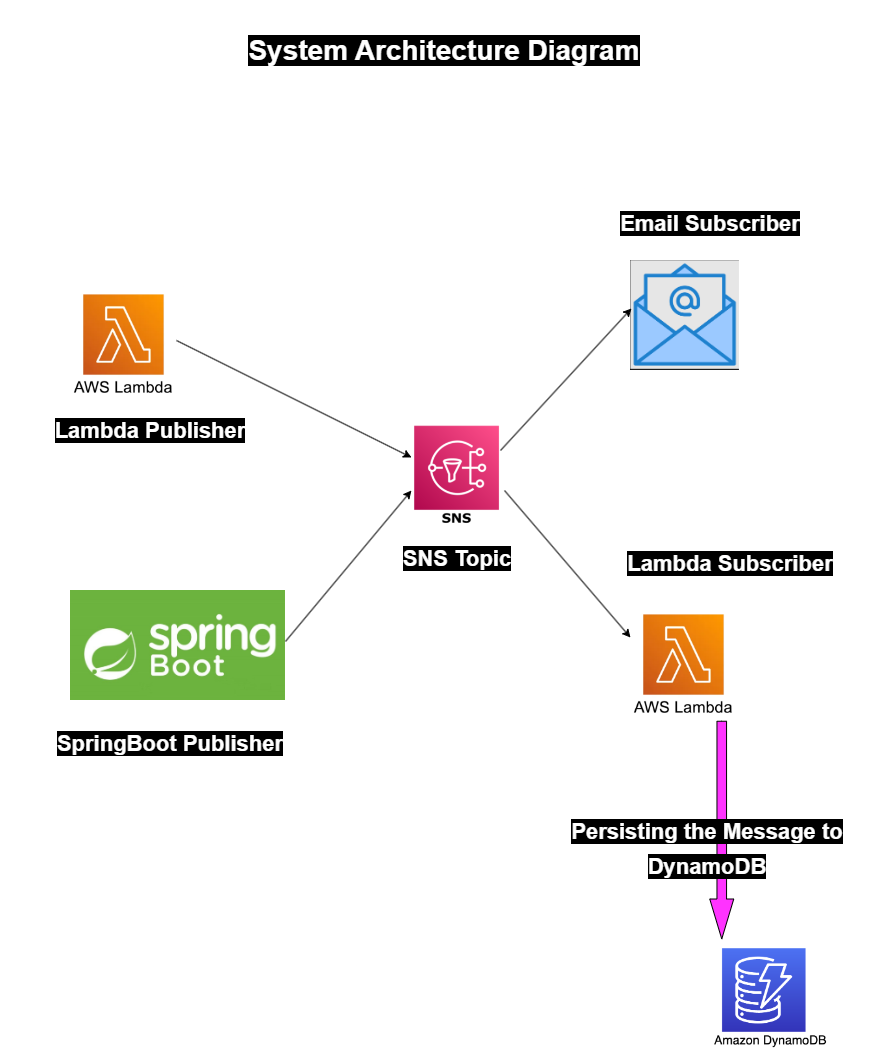 System Architecture Diagram
Email Subscriber
@
AWS Lambda
Lambda Publisher
SNS
SNS Topic
Lambda Subscriber
spring
Boot
AWS Lambda
SpringBoot Publisher
Persisting the Message to
DynamoDB
Amazon DynamoDB